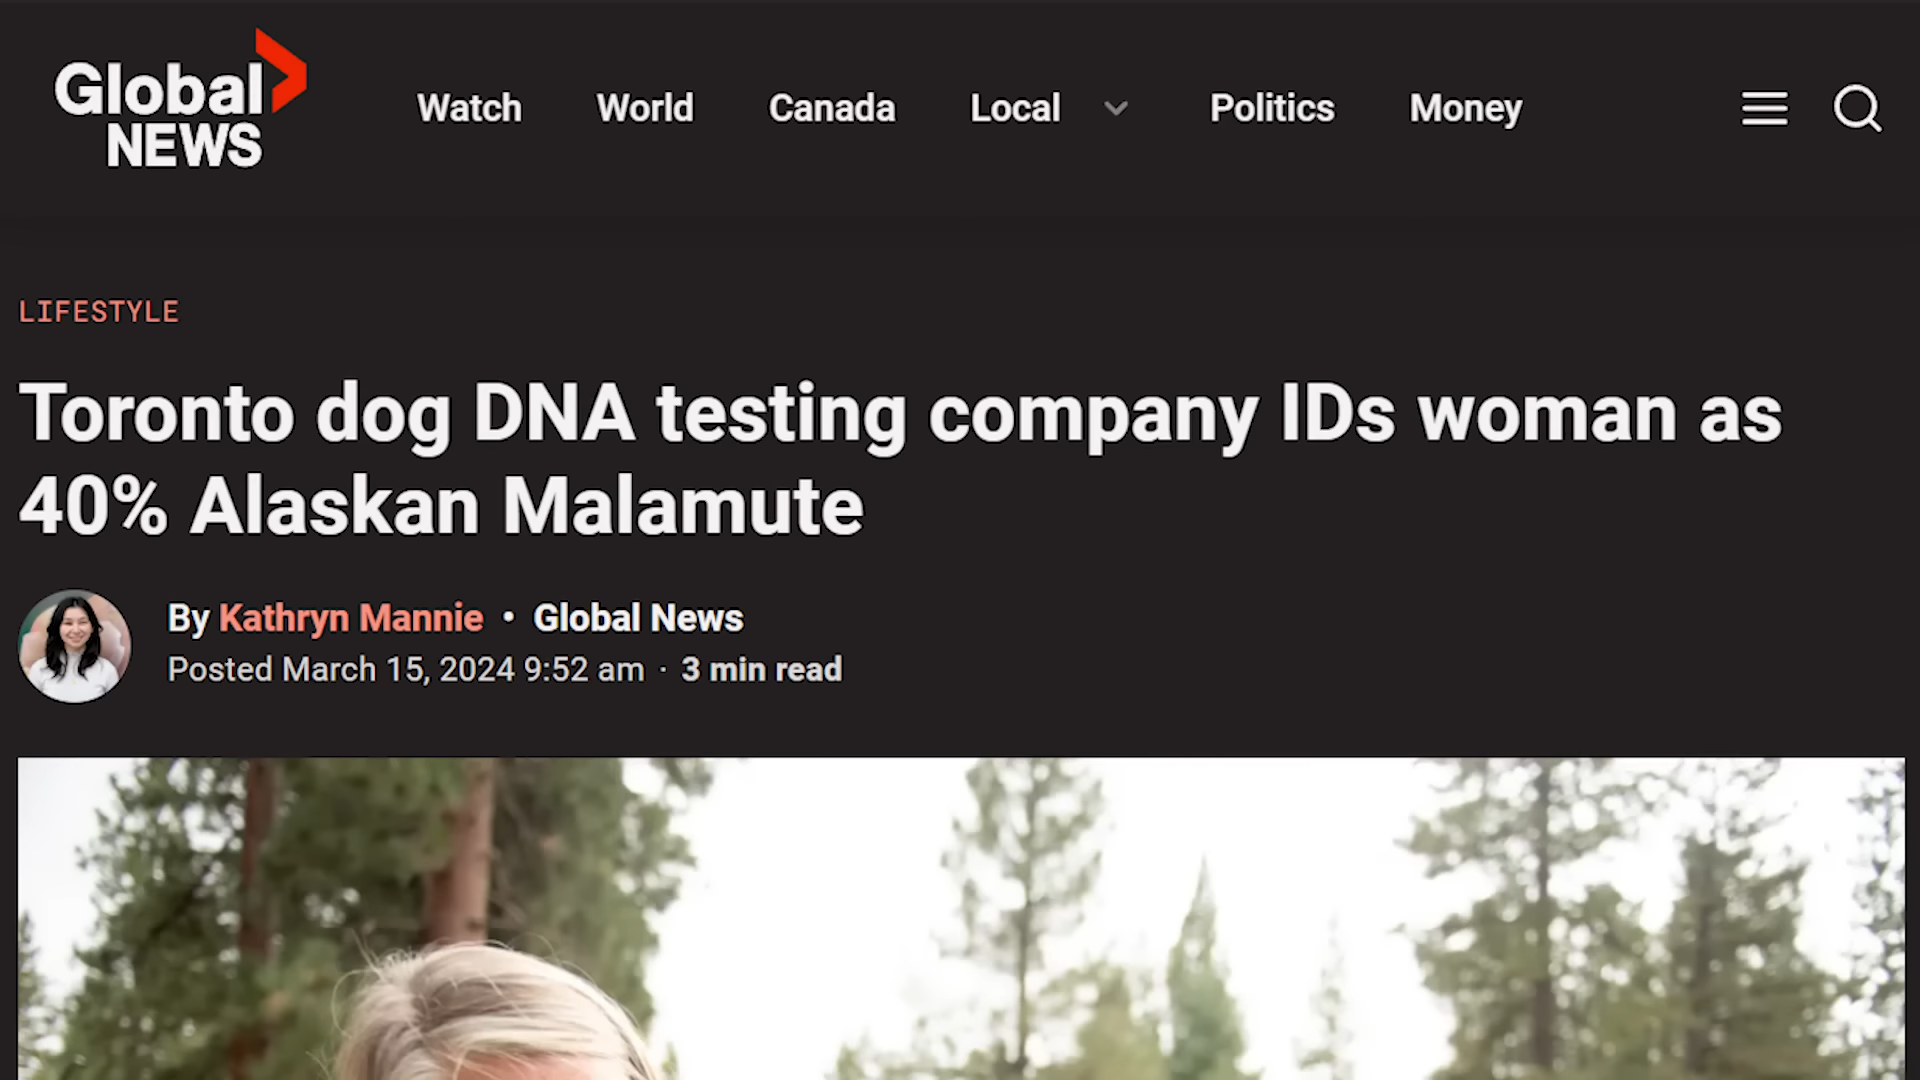 Global
NEWS
Watch World Canada Local Politics Money
LIFESTYLE
Toronto dog DNA testing company IDs woman as
40% Alaskan Malamute
By Kathryn Mannie • Global News
Posted March 15, 2024 9:52 am · 3 min read